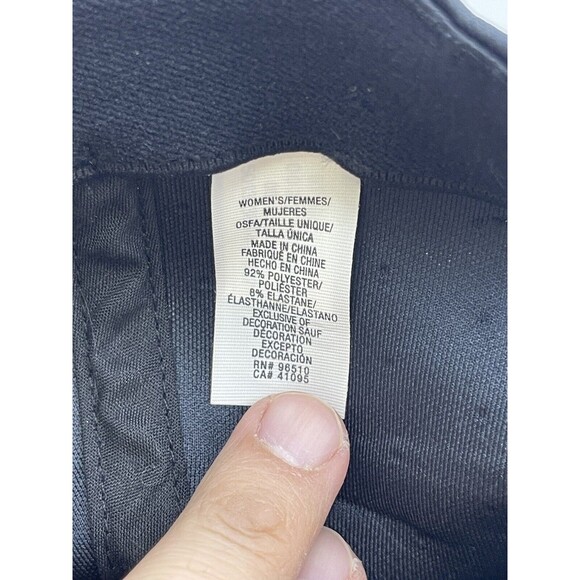 WOMEN'S/FEMMES/
MUJERES
OSFA/TAILLE UNIQUE/
TALLA ÚNICA
MADE IN CHINA
FABRIQUÉ EN CHINE
HECHO EN CHINA
92% POLYESTER/
POLIÉSTER
8% ELASTANE/
ÉLASTHANNE/ELASTANO
EXCLUSIVE OF
DECORATION SAUF
DÉCORATION
EXCEPTO
DECORACIÓN
RN# 96510
CA# 41095